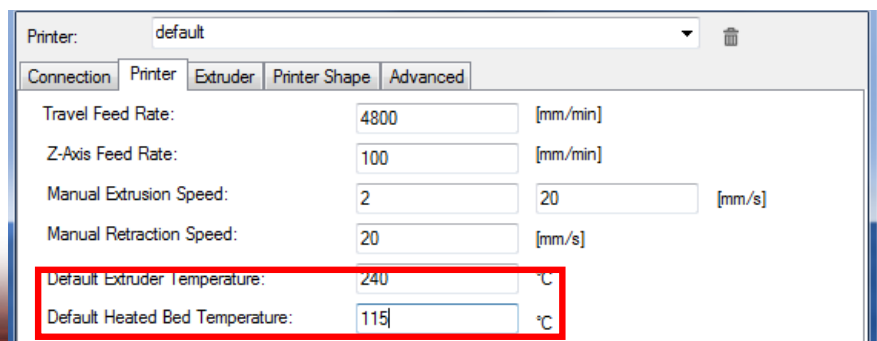 Printer: default
Connection Printer Extruder Printer Shape Advanced
Travel Feed Rate: 4800 [mm/min]
Z-Axis Feed Rate: 100 [mm/min]
Manual Extrusion Speed: 2 20 [mm/s]
Manual Retraction Speed: 20 [mm/s]
Default Extruder Temperature: 240 °C
Default Heated Bed Temperature: 115 °C